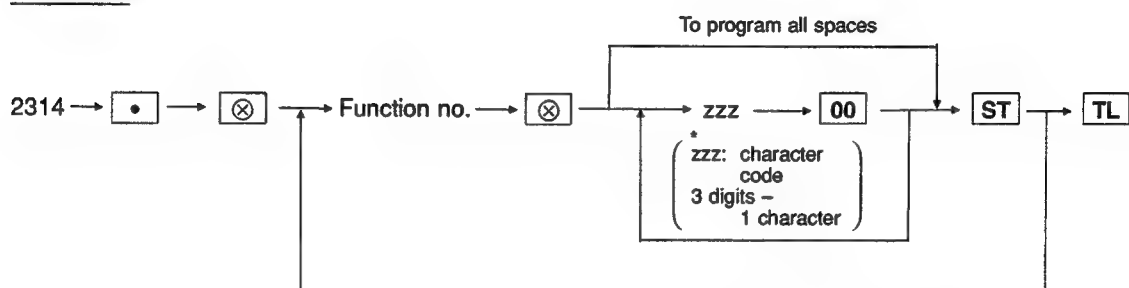 To program all spaces
2314 • ⊗ Function no. ⊗ zzz 00 ST TL
*
zzz: character
code
3 digits –
1 character